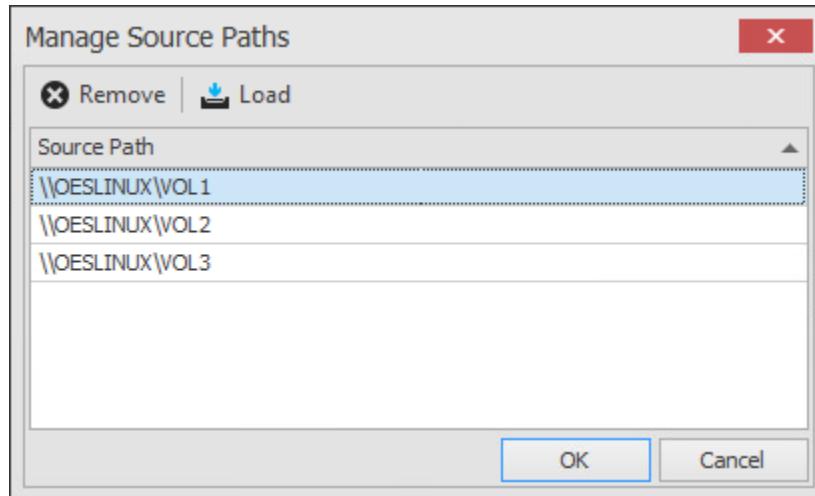 Manage Source Paths
Remove Load
Source Path
\\OESLINUX\VOL1
\\OESLINUX\VOL2
\\OESLINUX\VOL3
OK Cancel